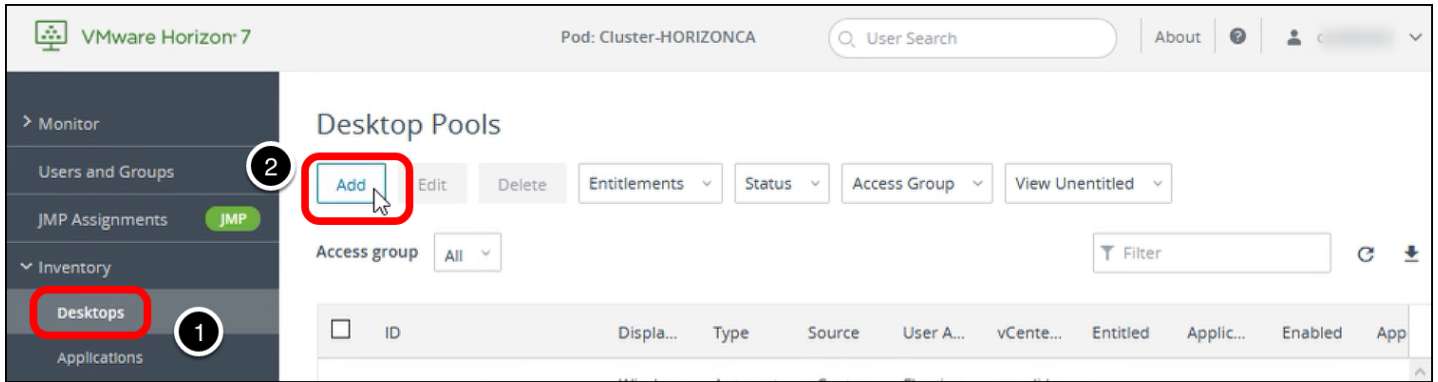 VMware Horizon® 7
Pod: Cluster-HORIZONCA
User Search
About
Monitor
Users and Groups
JMP Assignments JMP
Inventory
Desktops
1
Applications
Desktop Pools
2
Add Edit Delete Entitlements Status Access Group View Unentitled
Access group All
Filter
ID Displa... Type Source User A... vCente... Entitled Applic... Enabled App